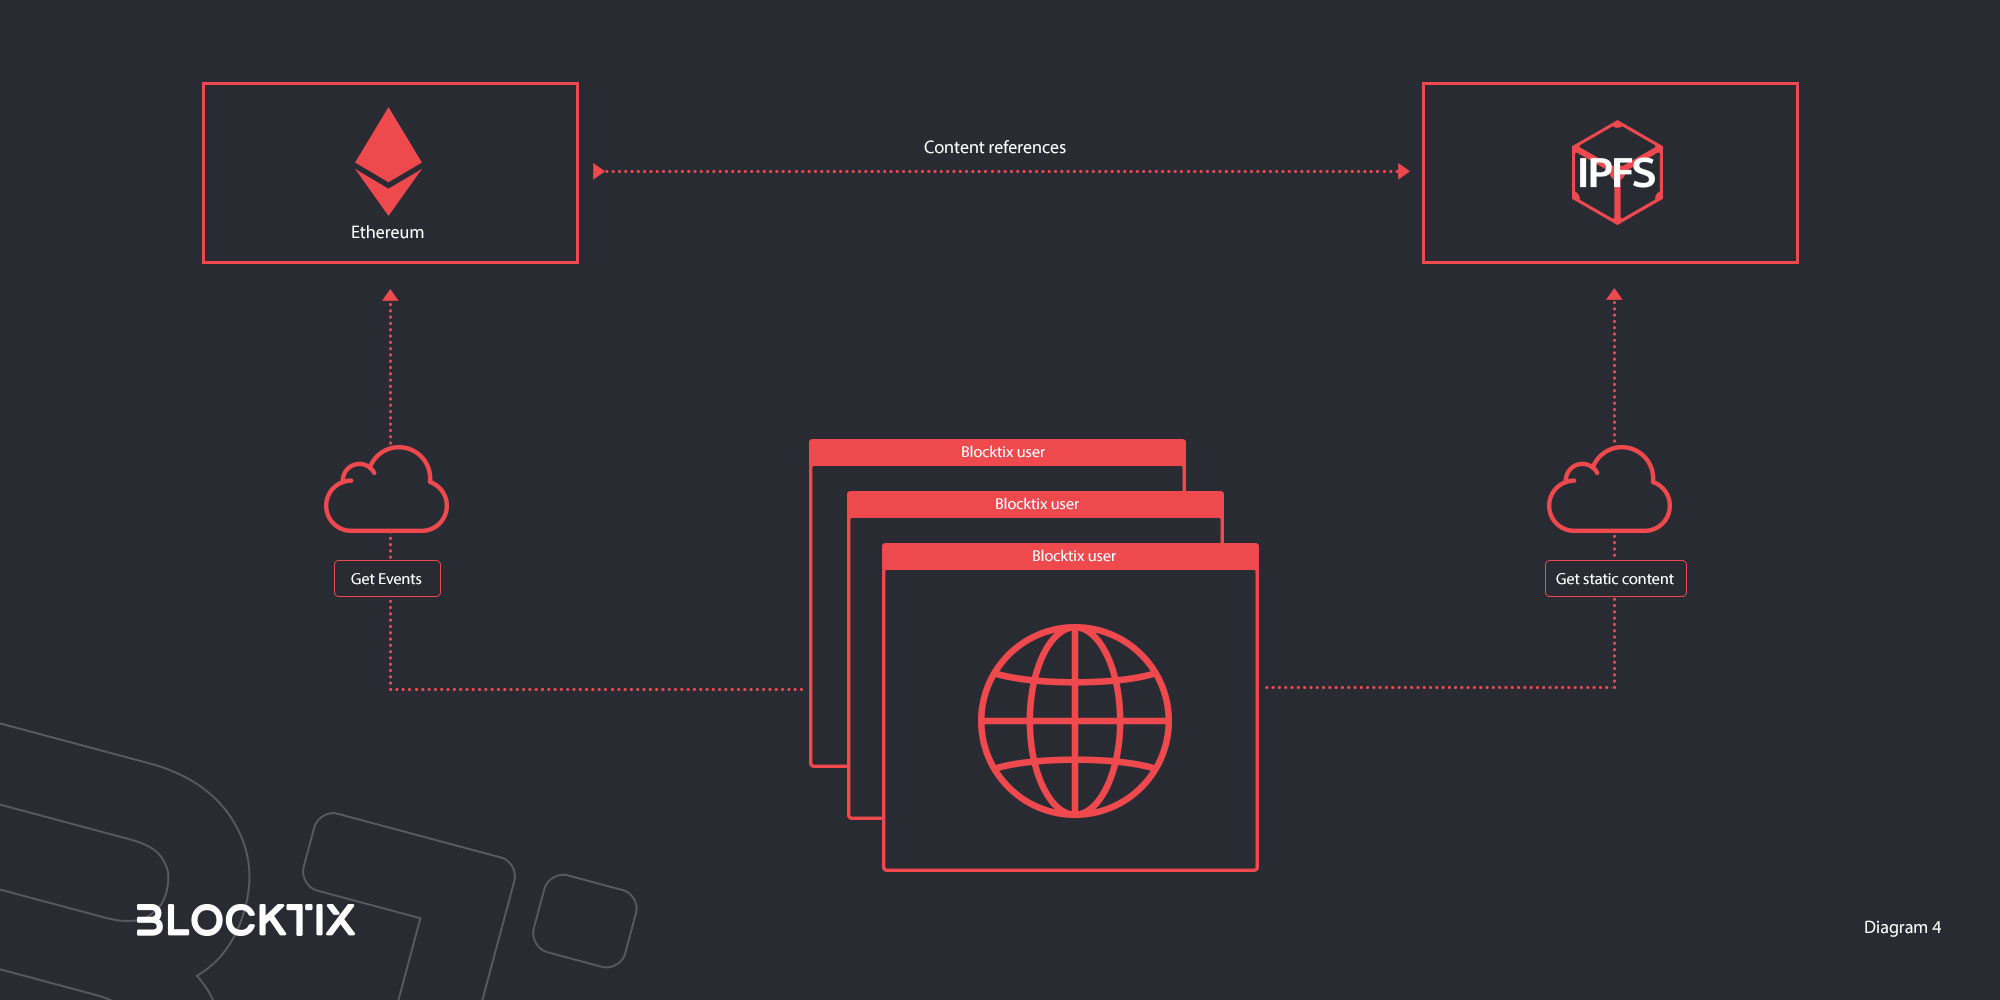 Content references
IPFS
Ethereum
Blocktix user
Blocktix user
Blocktix user
Get Events
Get static content
BLOCKTIX
Diagram 4